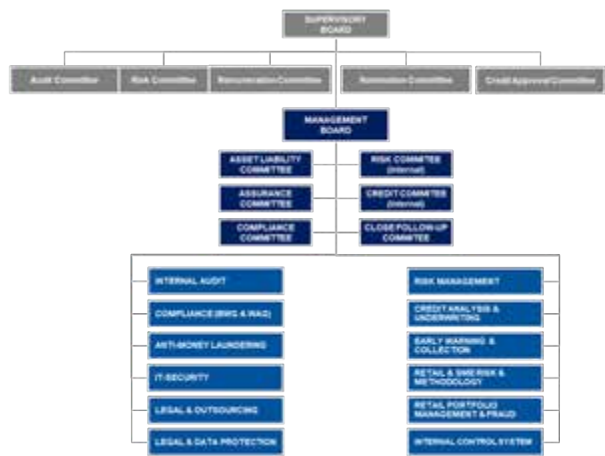 SUPERVISORY
BOARD
Audit Committee
Risk Committee
Remuneration Committee
Nomination Committee
Credit Approval Committee
MANAGEMENT
BOARD
ASSET LIABILITY
COMMITTEE
RISK COMMITEE
(Internal)
ASSURANCE
COMMITTEE
CREDIT COMMITEE
(Internal)
COMPLIANCE
COMMITTEE
CLOSE FOLLOW-UP
COMMITEE
INTERNAL AUDIT
RISK MANAGEMENT
COMPLIANCE (BWG & WAG)
CREDIT ANALYSIS &
UNDERWRITING
ANTI-MONEY LAUNDERING
EARLY WARNING &
COLLECTION
IT-SECURITY
RETAIL & SME RISK &
METHODOLOGY
LEGAL & OUTSOURCING
RETAIL PORTFOLIO
MANAGEMENT & FRAUD
LEGAL & DATA PROTECTION
INTERNAL CONTROL SYSTEM